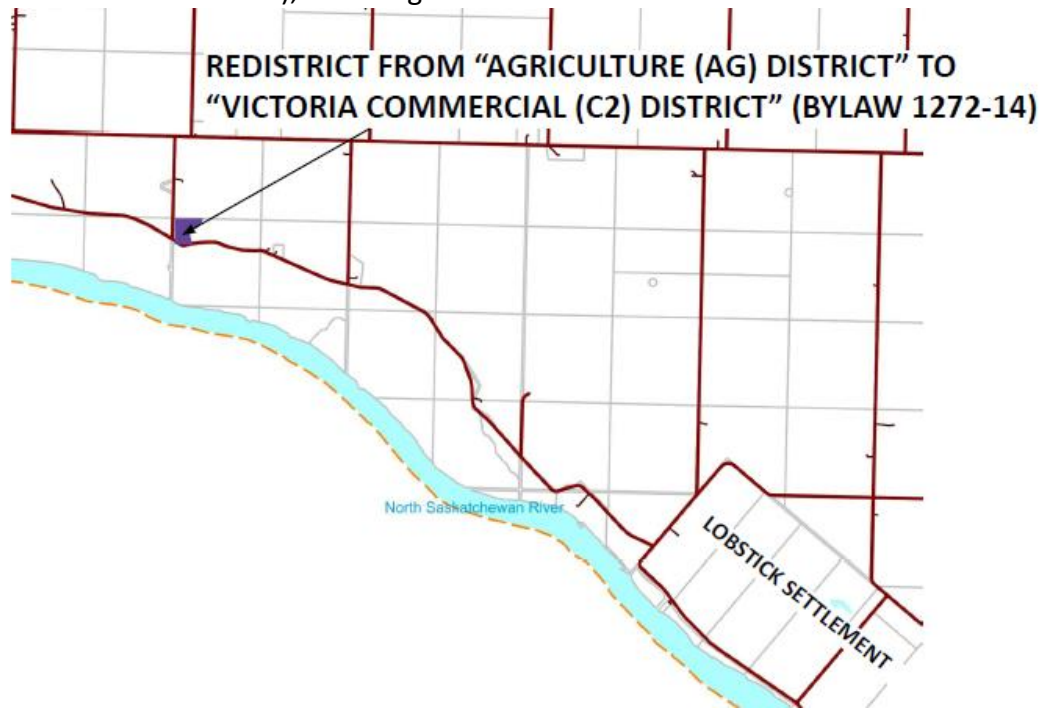 REDISTRICT FROM “AGRICULTURE (AG) DISTRICT” TO
“VICTORIA COMMERCIAL (C2) DISTRICT” (BYLAW 1272-14)
North Saskatchewan River
LOBSTICK SETTLEMENT